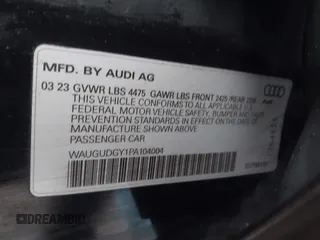 MFD. BY AUDI AG
03 23 GVWR LBS 4475 GAWR LBS FRONT 2425 REAR
THIS VEHICLE CONFORMS TO ALL APPLICABLE
FEDERAL MOTOR VEHICLE SAFETY, BUMPER AND THEFT
PREVENTION STANDARDS IN EFFECT ON THE DATE
OF MANUFACTURE SHOWN ABOVE
PASSENGER CAR
WAUGUDGY1PA104004
Audi
© DREAMBID